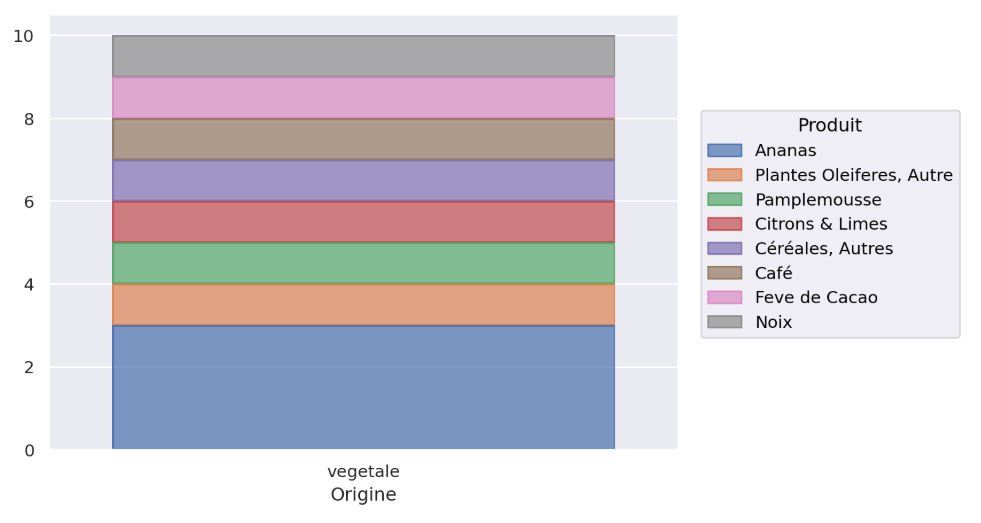 10
8
6
4
2
0
vegetale
Origine
Produit
Ananas
Plantes Oleiferes, Autre
Pamplemousse
Citrons & Limes
Céréales, Autres
Café
Feve de Cacao
Noix